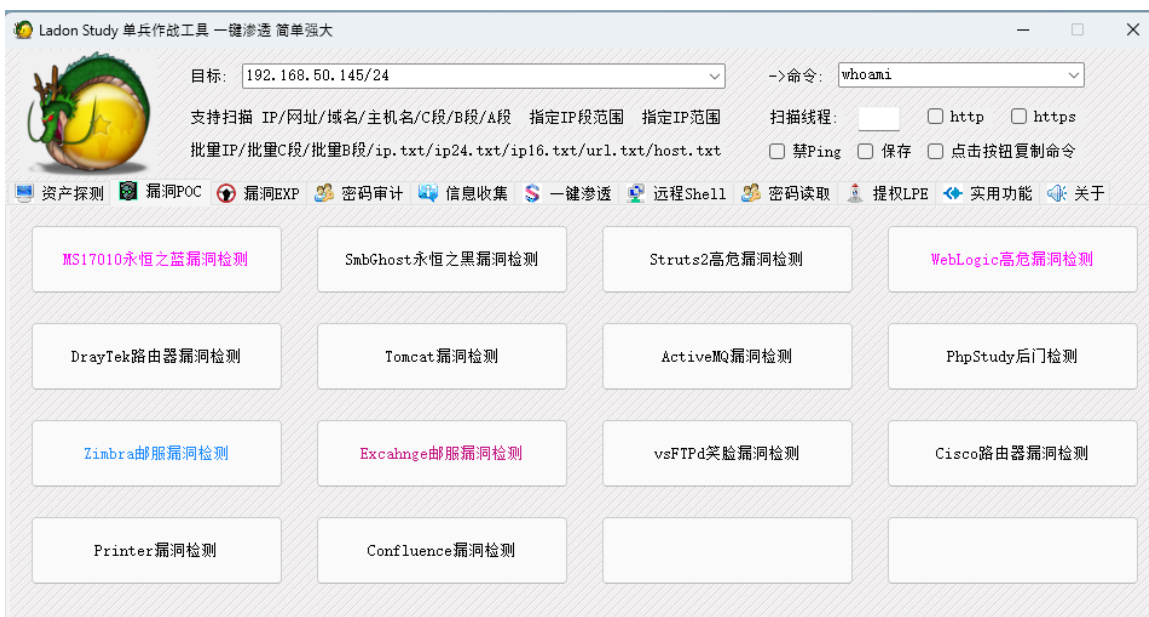 Ladon Study 单兵作战工具 一键渗透 简单强大
目标: 192.168.50.145/24 ->命令: whoami
支持扫描 IP/网址/域名/主机名/C段/B段/A段 指定IP段范围 指定IP范围 扫描线程: http https
批量IP/批量C段/批量B段/ip.txt/ip24.txt/ip16.txt/url.txt/host.txt 禁Ping 保存 点击按钮复制命令
资产探测 漏洞POC 漏洞EXP 密码审计 信息收集 一键渗透 远程Shell 密码读取 提权LPE 实用功能 关于
MS17010永恒之蓝漏洞检测 SmbGhost永恒之黑漏洞检测 Struts2高危漏洞检测 WebLogic高危漏洞检测
DrayTek路由器漏洞检测 Tomcat漏洞检测 ActiveMQ漏洞检测 PhpStudy后门检测
Zimbra邮服漏洞检测 Excahnge邮服漏洞检测 vsFTPd笑脸漏洞检测 Cisco路由器漏洞检测
Printer漏洞检测 Confluence漏洞检测